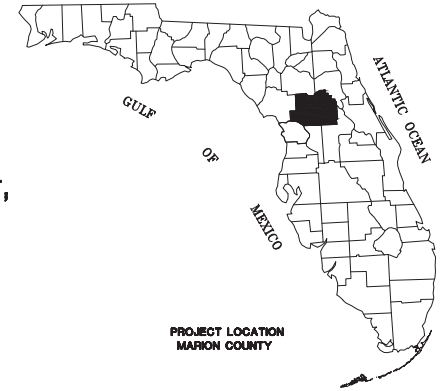 ATLANTIC OCEAN
GULF
OF
MEXICO
,
PROJECT LOCATION
MARION COUNTY